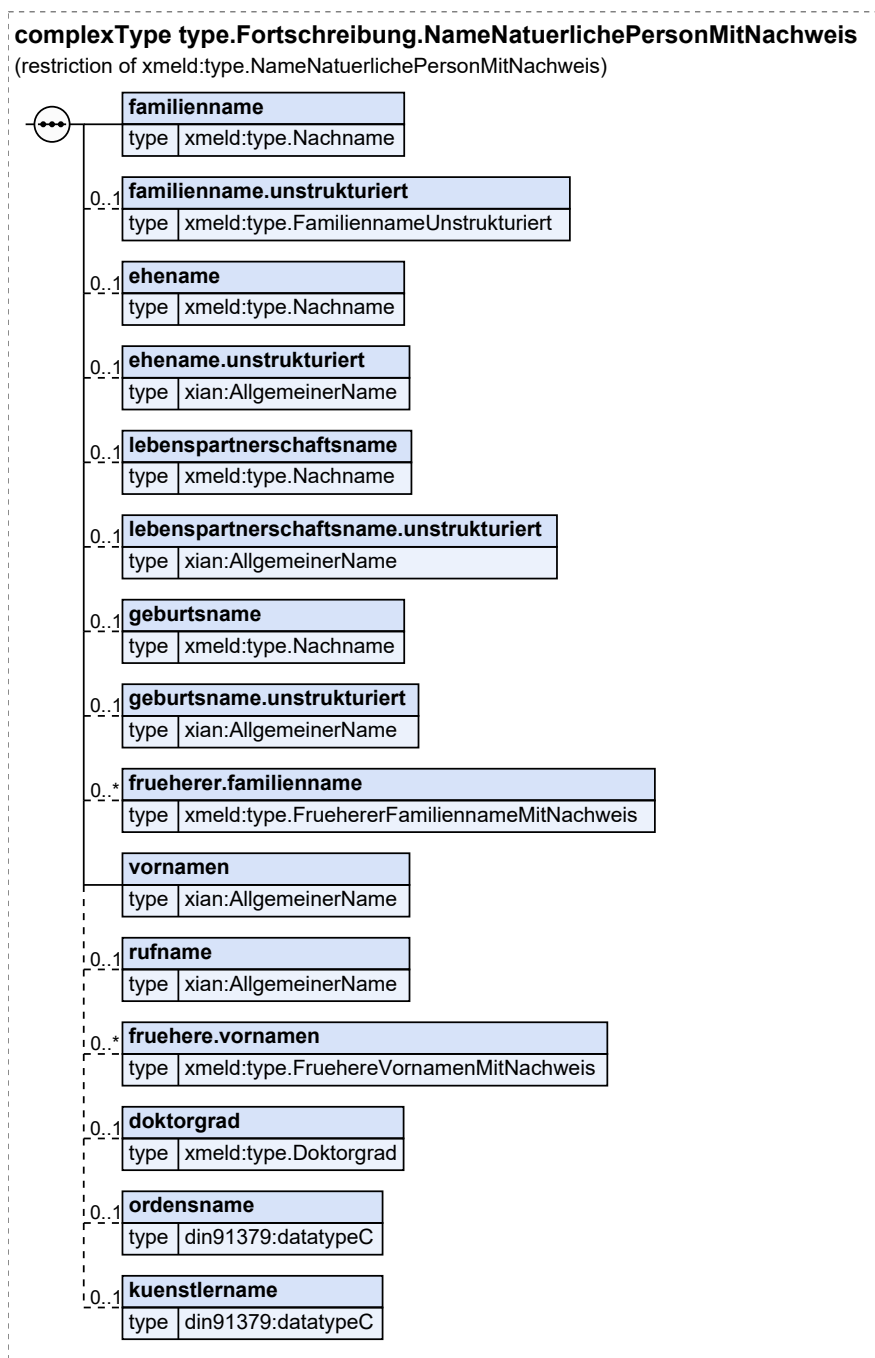 complexType type.Fortschreibung.NameNatuerlichePersonMitNachweis
(restriction of xmeld:type.NameNatuerlichePersonMitNachweis)
familienname
type xmeld:type.Nachname
0..1 familienname.unstrukturiert
type xmeld:type.FamiliennameUnstrukturiert
0..1 ehename
type xmeld:type.Nachname
0..1 ehename.unstrukturiert
type xian:AllgemeinerName
0..1 lebenspartnerschaftsname
type xmeld:type.Nachname
0..1 lebenspartnerschaftsname.unstrukturiert
type xian:AllgemeinerName
0..1 geburtsname
type xmeld:type.Nachname
0..1 geburtsname.unstrukturiert
type xian:AllgemeinerName
0..* frueherer.familienname
type xmeld:type.FruehererFamiliennameMitNachweis
vornamen
type xian:AllgemeinerName
0..1 rufname
type xian:AllgemeinerName
0..* fruehere.vornamen
type xmeld:type.FruehereVornamenMitNachweis
0..1 doktorgrad
type xmeld:type.Doktorgrad
0..1 ordensname
type din91379:datatypeC
0..1 kuenstlername
type din91379:datatypeC